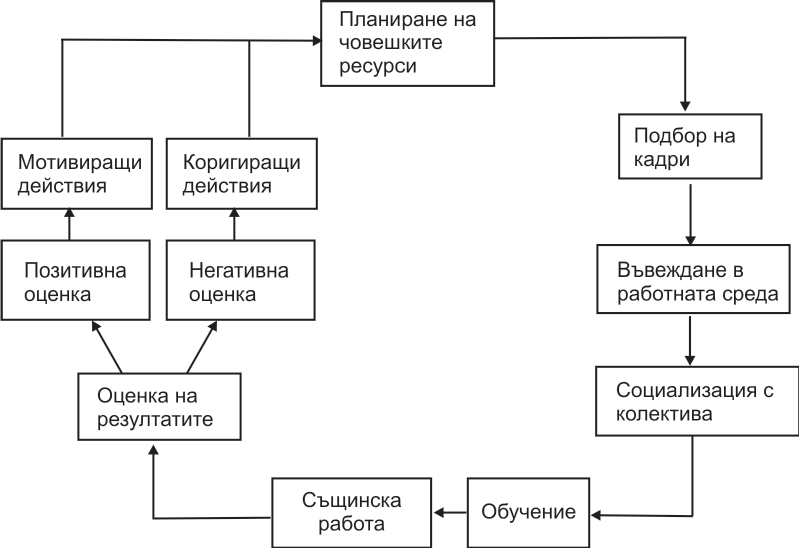 Планиране на
човешките
ресурси
Подбор на
кадри
Мотивиращи
действия
Коригиращи
действия
Въвеждане в
работната среда
Позитивна
оценка
Негативна
оценка
Социализация с
колектива
Оценка на
резултатите
Същинска
работа
Обучение